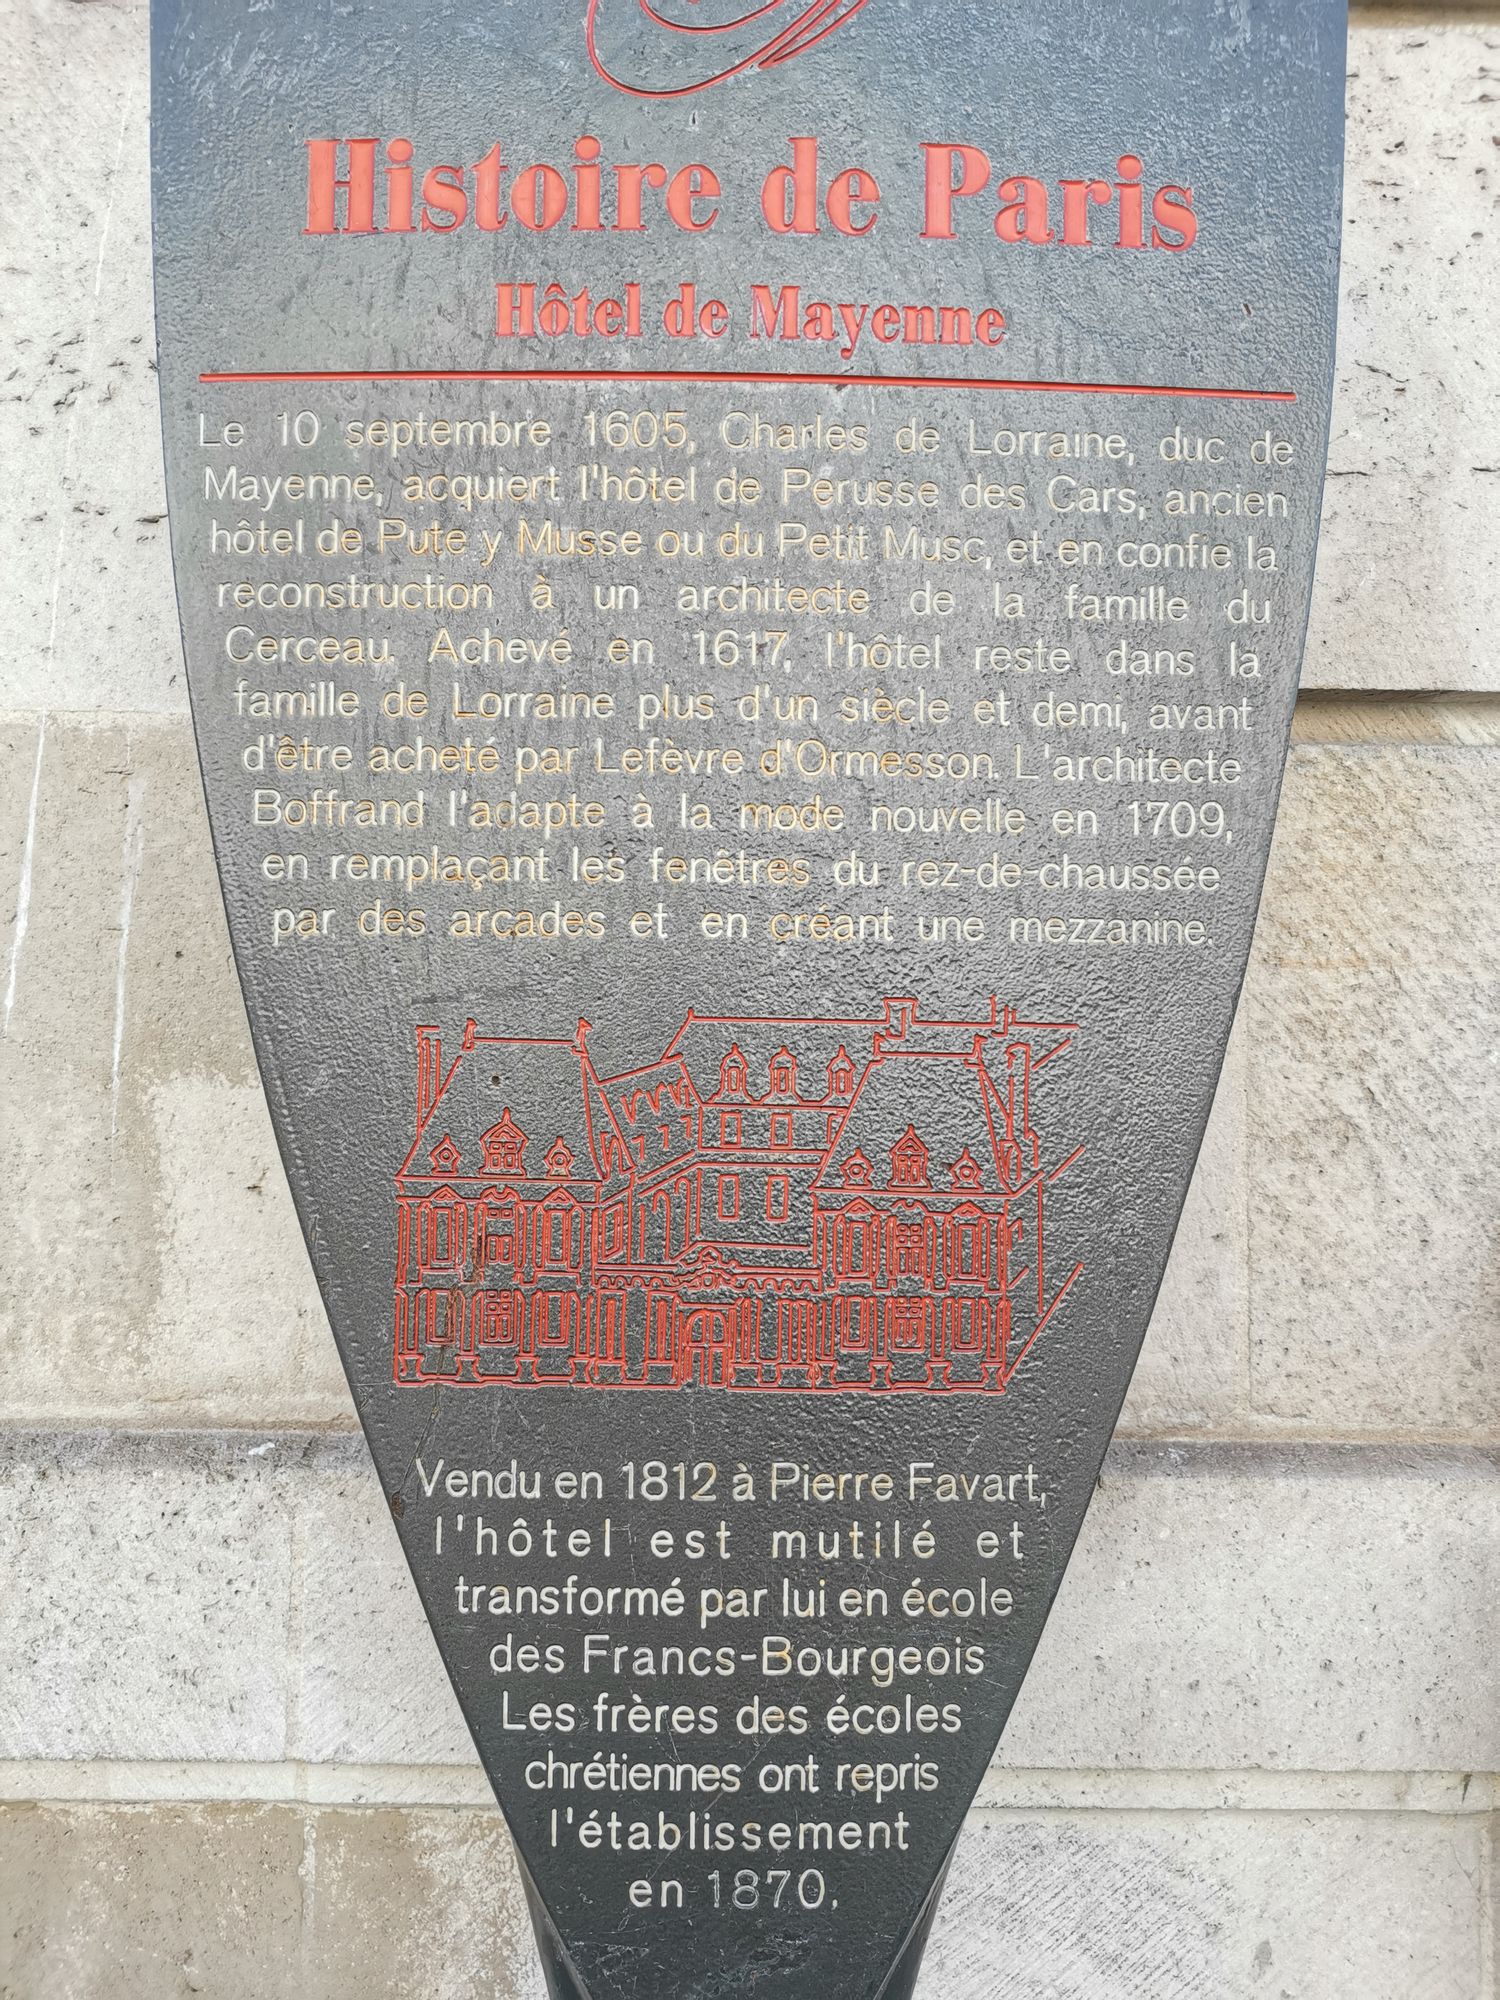 Histoire de Paris
Hôtel de Mayenne
Le 10 septembre 1605, Charles de Lorraine, duc de
Mayenne, acquiert l'hôtel de Perusse des Cars, ancien
hôtel de Pute y Musse ou du Petit Musc, et en confie la
reconstruction à un architecte de la famille du
Cerceau. Achevé en 1617, l'hôtel reste dans la
famille de Lorraine plus d'un siècle et demi, avant
d'être acheté par Lefèvre d'Ormesson. L'architecte
Boffrand l'adapte à la mode nouvelle en 1709,
en remplaçant les fenêtres du rez-de-chaussée
par des arcades et en créant une mezzanine.
Vendu en 1812 à Pierre Favart,
l'hôtel est mutilé et
transformé par lui en école
des Francs-Bourgeois
Les frères des écoles
chrétiennes ont repris
l'établissement
en 1870.